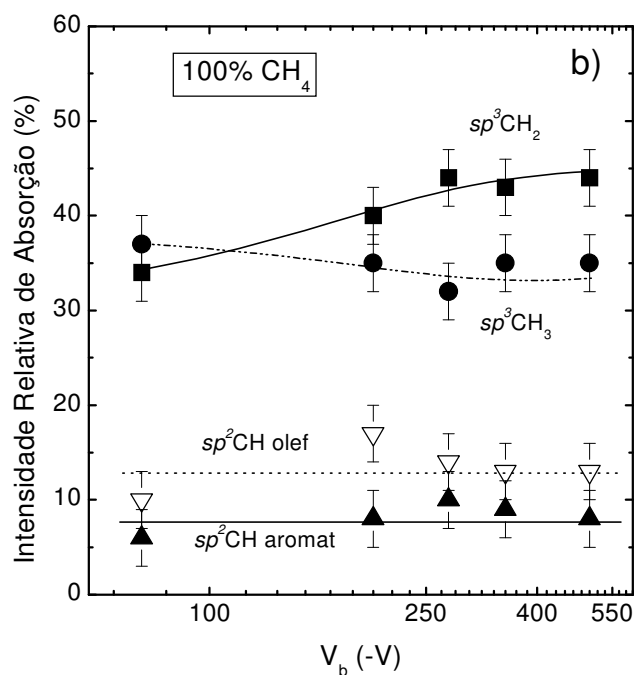 b)
100% CH₄
sp³CH₂
sp³CH₃
sp²CH olef
sp²CH aromat
Intensidade Relativa de Absorção (%)
60
50
40
30
20
10
0
100 250 400 550
V_b (-V)